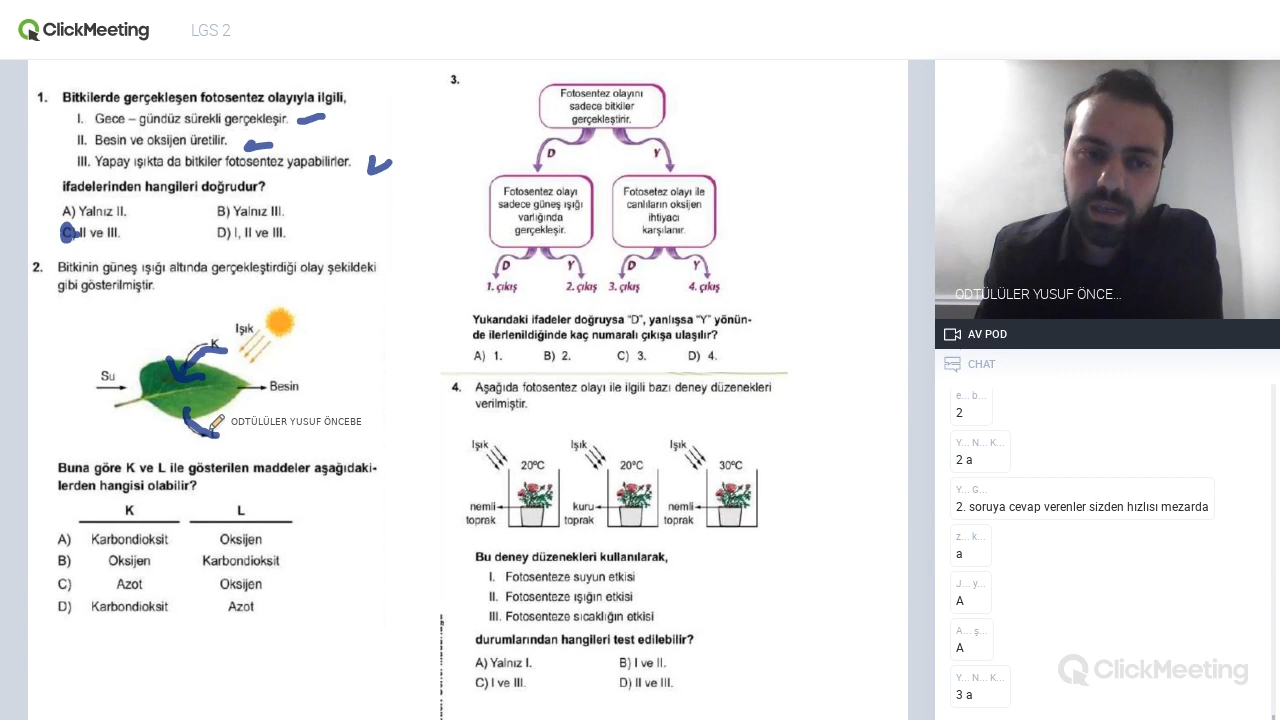 ClickMeeting
LGS 2
1. Bitkilerde gerçekleşen fotosentez olayıyla ilgili,
I. Gece – gündüz sürekli gerçekleşir.
II. Besin ve oksijen üretilir.
III. Yapay ışıkta da bitkiler fotosentez yapabilirler.
ifadelerinden hangileri doğrudur?
A) Yalnız II.
B) Yalnız III.
C) II ve III.
D) I, II ve III.
2. Bitkinin güneş ışığı altında gerçekleştirdiği olay şekildeki
gibi gösterilmiştir.
Işık
K
Su
Besin
ODTÜLÜLER YUSUF ÖNCEBE
Buna göre K ve L ile gösterilen maddeler aşağıdaki-
lerden hangisi olabilir?
K L
A) Karbondioksit Oksijen
B) Oksijen Karbondioksit
C) Azot Oksijen
D) Karbondioksit Azot
3.
Fotosentez olayını
sadece bitkiler
gerçekleştirir.
D Y
Fotosentez olayı
sadece güneş ışığı
varlığında
gerçekleşir.
Fotosetez olayı ile
canlıların oksijen
ihtiyacı
karşılanır.
D Y D Y
1. çıkış 2. çıkış 3. çıkış 4. çıkış
Yukarıdaki ifadeler doğruysa "D", yanlışsa "Y" yönün-
de ilerlenildiğinde kaç numaralı çıkışa ulaşılır?
A) 1. B) 2. C) 3. D) 4.
4. Aşağıda fotosentez olayı ile ilgili bazı deney düzenekleri
verilmiştir.
Işık Işık Işık
20°C 20°C 30°C
nemli kuru nemli
toprak toprak toprak
Bu deney düzenekleri kullanılarak,
I. Fotosenteze suyun etkisi
II. Fotosenteze ışığın etkisi
III. Fotosenteze sıcaklığın etkisi
durumlarından hangileri test edilebilir?
A) Yalnız I.
B) I ve II.
C) I ve III.
D) II ve III.
ODTÜLÜLER YUSUF ÖNCE...
AV POD
CHAT
e... b...
2
Y... N... K...
2 a
Y... G...
2. soruya cevap verenler sizden hızlısı mezarda
z... k...
a
J... y...
A
A... ş...
A
Y... N... K...
3 a
ClickMeeting